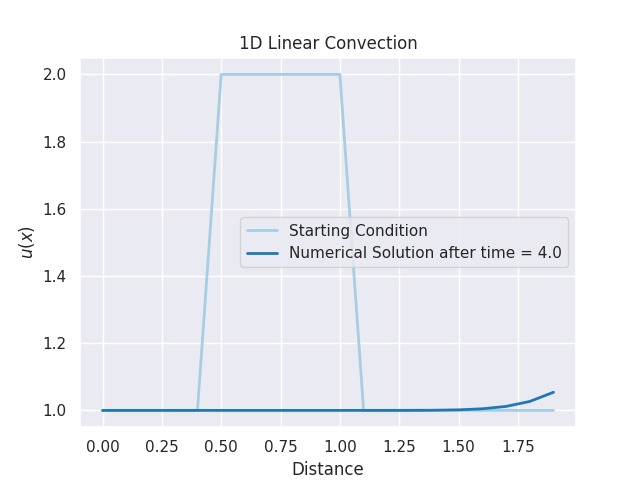 1D Linear Convection
2.0
1.8
1.6
1.4
1.2
1.0
u(x)
Starting Condition
Numerical Solution after time = 4.0
0.00 0.25 0.50 0.75 1.00 1.25 1.50 1.75
Distance